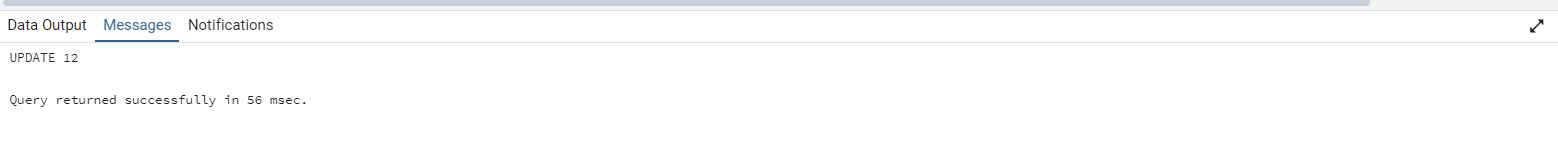 Data Output Messages Notifications
UPDATE 12
Query returned successfully in 56 msec.